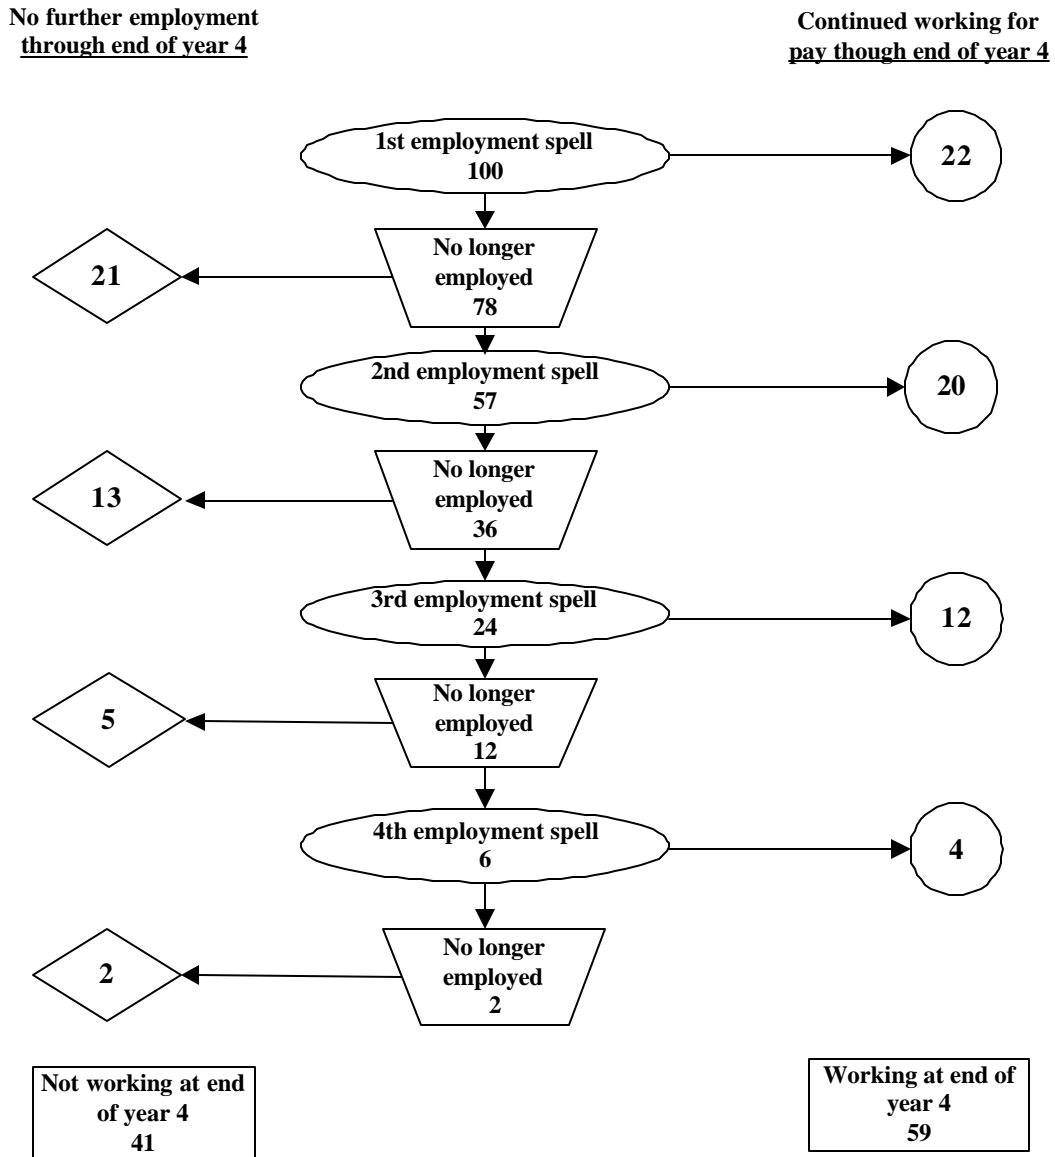 No further employment
through end of year 4
Continued working for
pay though end of year 4
1st employment spell
100
22
No longer
employed
78
21
2nd employment spell
57
20
No longer
employed
36
13
3rd employment spell
24
12
No longer
employed
12
5
4th employment spell
6
4
No longer
employed
2
2
Not working at end
of year 4
41
Working at end of
year 4
59